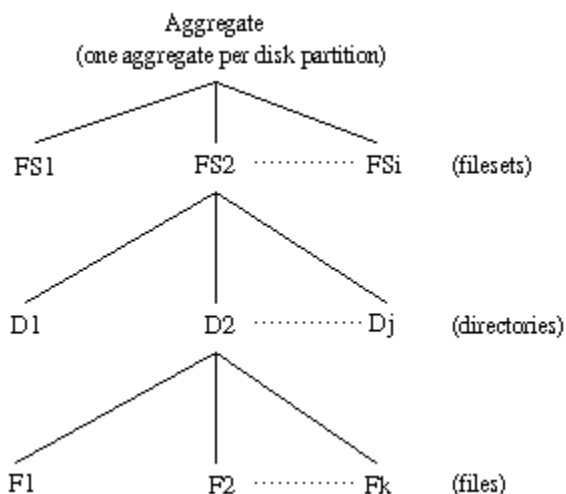 Aggregate
(one aggregate per disk partition)
FS1 FS2 FSi (filesets)
D1 D2 Dj (directories)
F1 F2 Fk (files)